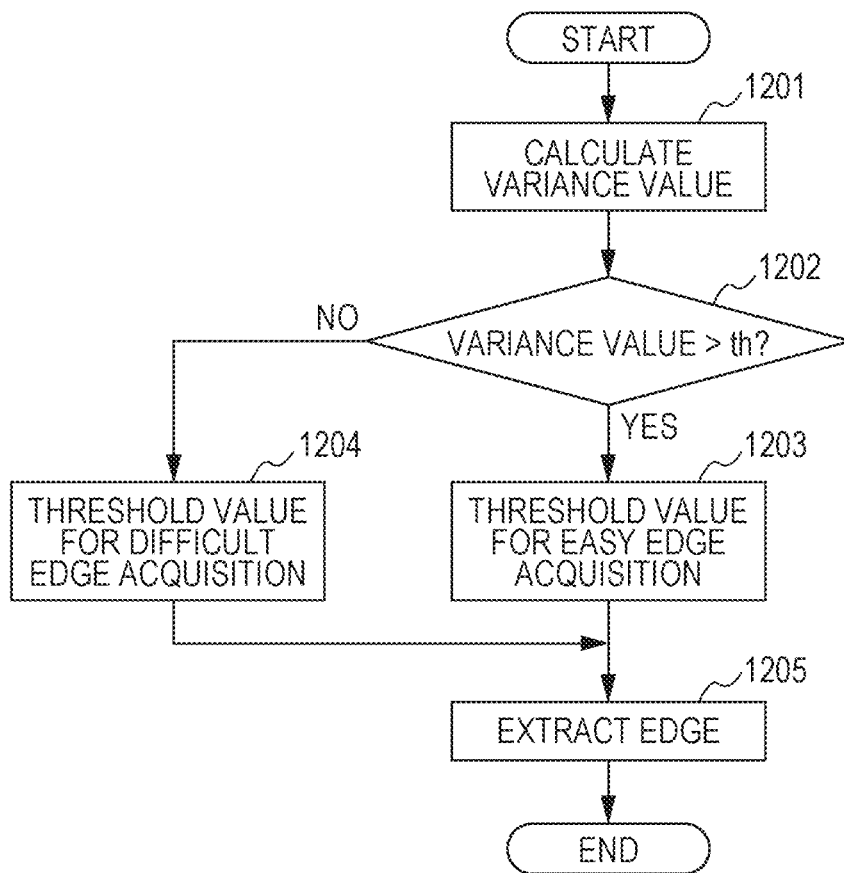 START
1201
CALCULATE
VARIANCE VALUE
1202
VARIANCE VALUE > th?
NO
YES
1204
THRESHOLD VALUE
FOR DIFFICULT
EDGE ACQUISITION
1203
THRESHOLD VALUE
FOR EASY EDGE
ACQUISITION
1205
EXTRACT EDGE
END